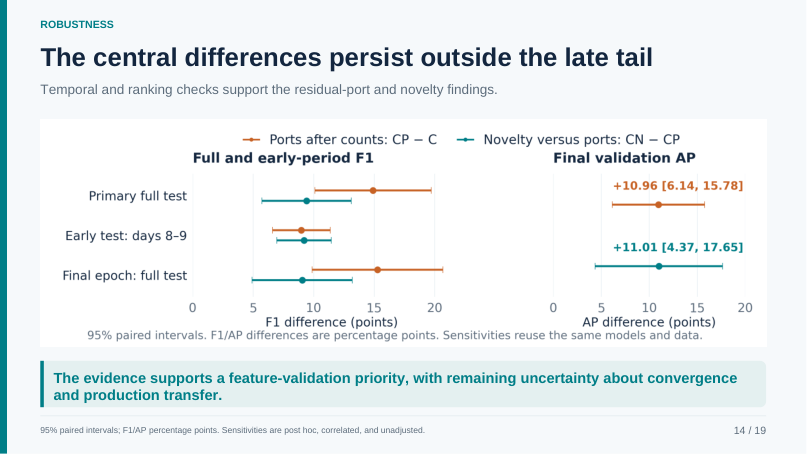 ROBUSTNESS
The central differences persist outside the late tail
Temporal and ranking checks support the residual-port and novelty findings.
Ports after counts: CP − C
Novelty versus ports: CN − CP
Full and early-period F1
Final validation AP
Primary full test
Early test: days 8–9
Final epoch: full test
+10.96 [6.14, 15.78]
+11.01 [4.37, 17.65]
0 5 10 15 20
F1 difference (points)
0 5 10 15 20
AP difference (points)
95% paired intervals. F1/AP differences are percentage points. Sensitivities reuse the same models and data.
The evidence supports a feature-validation priority, with remaining uncertainty about convergence
and production transfer.
95% paired intervals; F1/AP percentage points. Sensitivities are post hoc, correlated, and unadjusted.
14 / 19